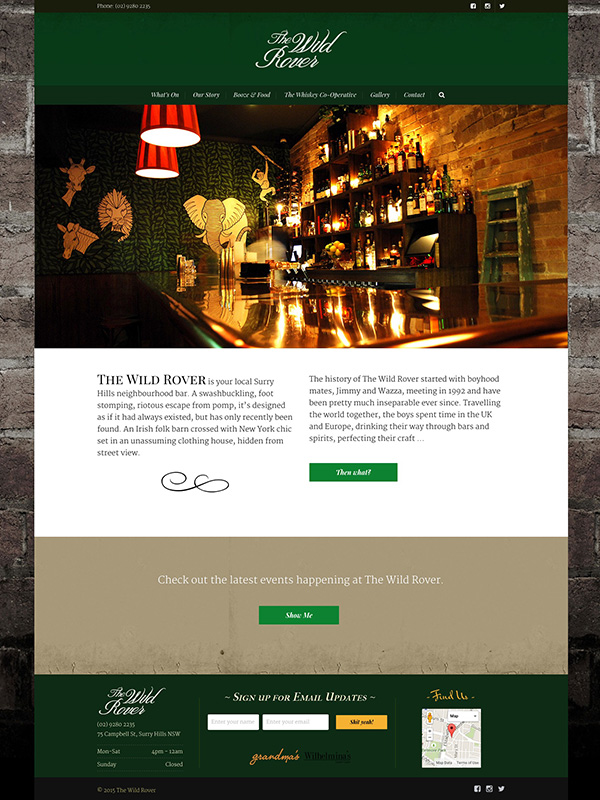 Phone: (02) 9280 2235
The Wild
Rover
What's On
Our Story
Booze & Food
The Whiskey Co-Operative
Gallery
Contact
THE WILD ROVER is your local Surry
Hills neighbourhood bar. A swashbuckling, foot
stomping, riotous escape from pomp, it's designed
as if it had always existed, but has only recently been
found. An Irish folk barn crossed with New York chic
set in an unassuming clothing house, hidden from
street view.
The history of The Wild Rover started with boyhood
mates, Jimmy and Wazza, meeting in 1992 and have
been pretty much inseparable ever since. Travelling
the world together, the boys spent time in the UK
and Europe, drinking their way through bars and
spirits, perfecting their craft ...
Then what?
Check out the latest events happening at The Wild Rover.
Show Me
The Wild
Rover
(02) 9280 2235
75 Campbell St, Surry Hills NSW
Mon-Sat 4pm - 12am
Sunday Closed
~ SIGN UP FOR EMAIL UPDATES ~
Enter your name
Enter your email
Shit yeah!
grandma's
Wilhelmina's
- Find Us -
Map
Map Data
Terms of Use
© 2015 The Wild Rover